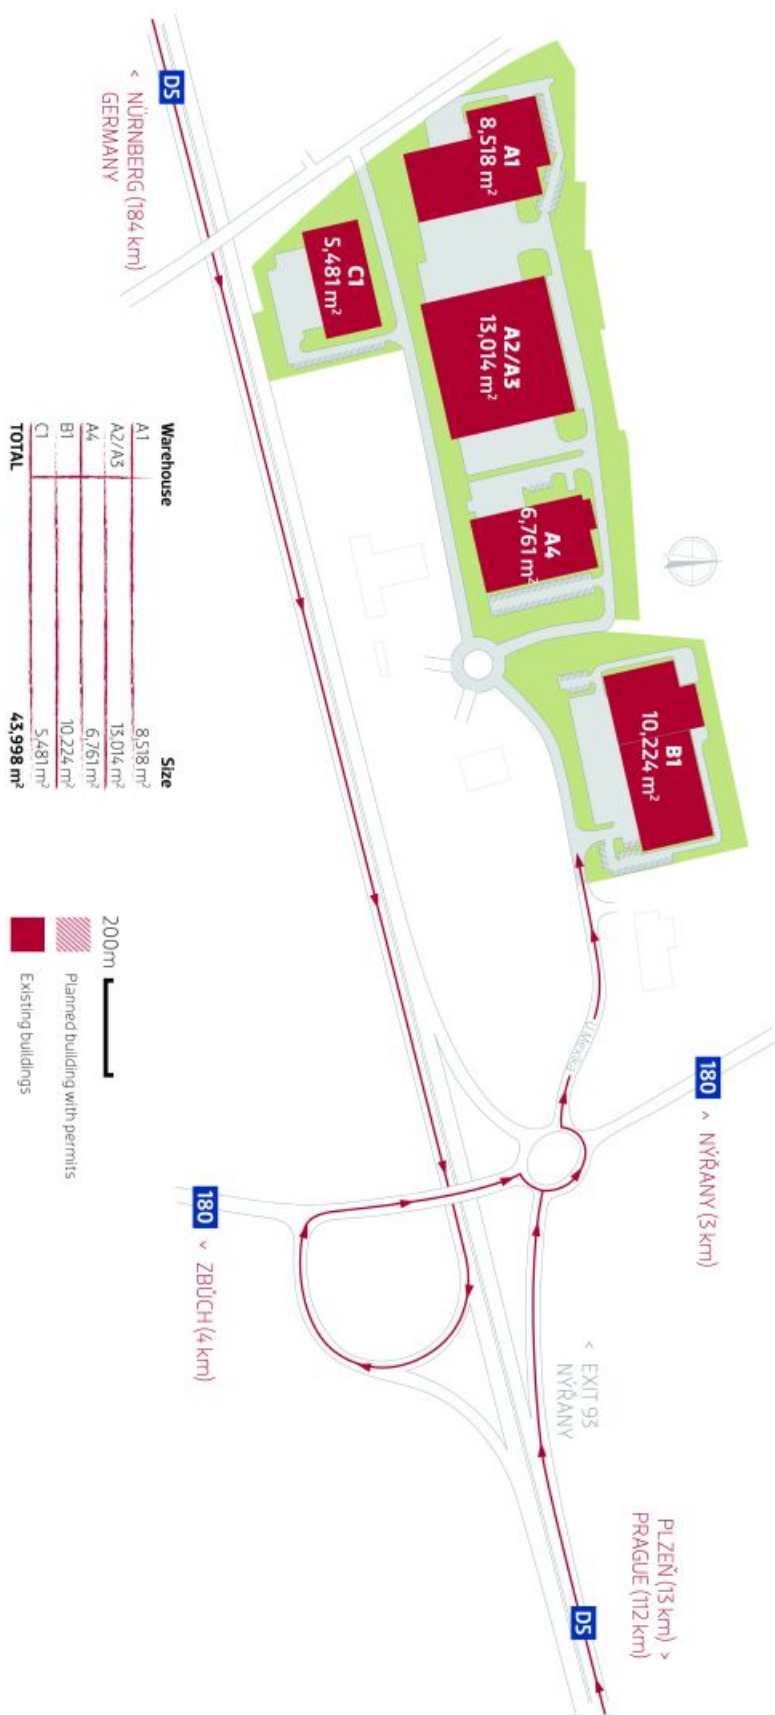 D5
< NÜRNBERG (184 km)
GERMANY
A1
8,518 m²
C1
5,481 m²
A2/A3
13,014 m²
A4
6,761 m²
B1
10,224 m²
U Mexika
180
^ NÝŘANY (3 km)
180
˅ ZBŮCH (4 km)
< EXIT 93
NÝŘANY
PLZEŇ (13 km) >
PRAGUE (112 km)
D5
Warehouse Size
A1 8,518 m²
A2/A3 13,014 m²
A4 6,761 m²
B1 10,224 m²
C1 5,481 m²
TOTAL 43,998 m²
200m
Planned building with permits
Existing buildings